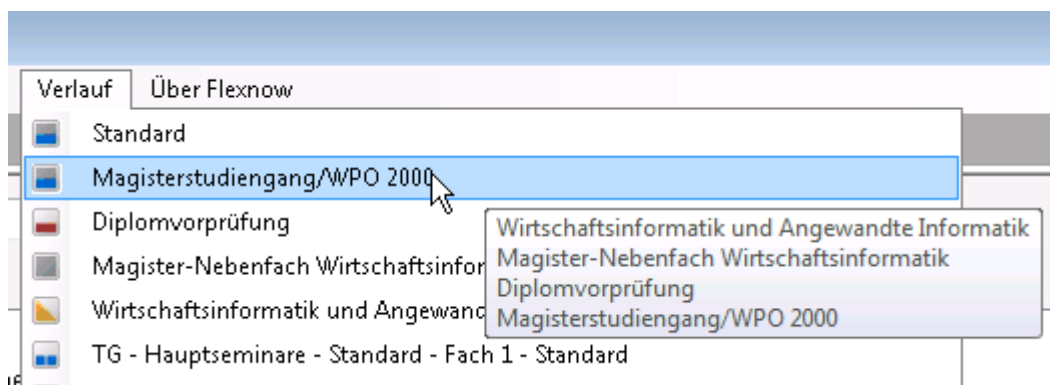 Verlauf Über Flexnow
Standard
Magisterstudiengang/WPO 2000
Diplomvorprüfung
Magister-Nebenfach Wirtschaftsinfor
Wirtschaftsinformatik und Angewand
TG - Hauptseminare - Standard - Fach 1 - Standard
Wirtschaftsinformatik und Angewandte Informatik
Magister-Nebenfach Wirtschaftsinformatik
Diplomvorprüfung
Magisterstudiengang/WPO 2000